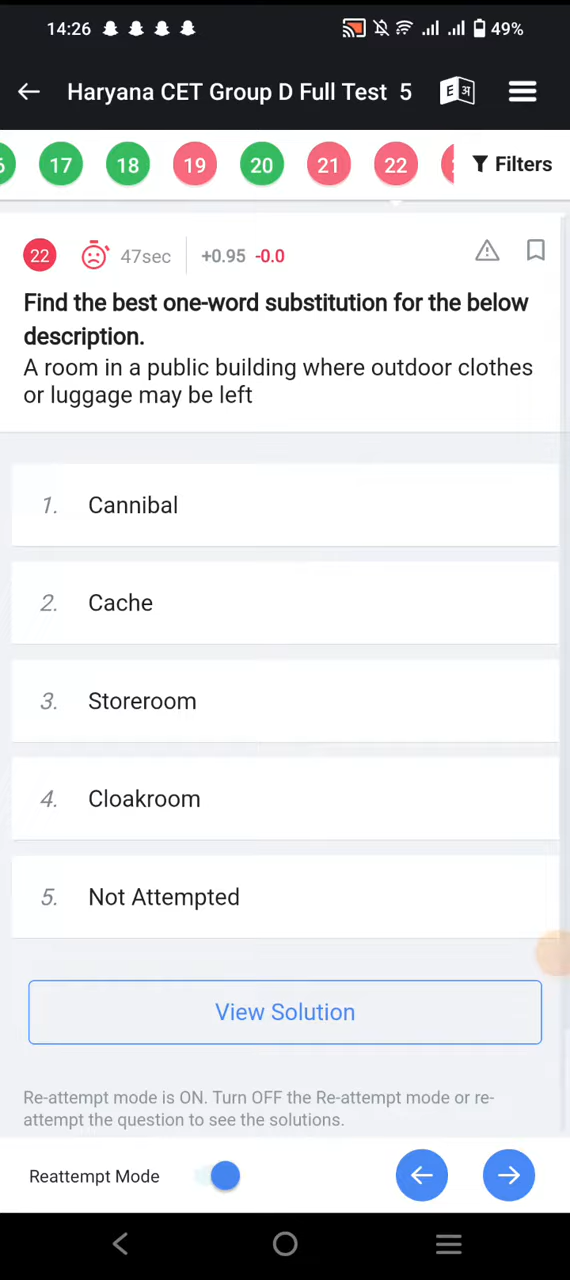 14:26
49%
Haryana CET Group D Full Test 5
E अ
17 18 19 20 21 22 Filters
22 47sec +0.95 -0.0
Find the best one-word substitution for the below
description.
A room in a public building where outdoor clothes
or luggage may be left
1. Cannibal
2. Cache
3. Storeroom
4. Cloakroom
5. Not Attempted
View Solution
Re-attempt mode is ON. Turn OFF the Re-attempt mode or re-
attempt the question to see the solutions.
Reattempt Mode